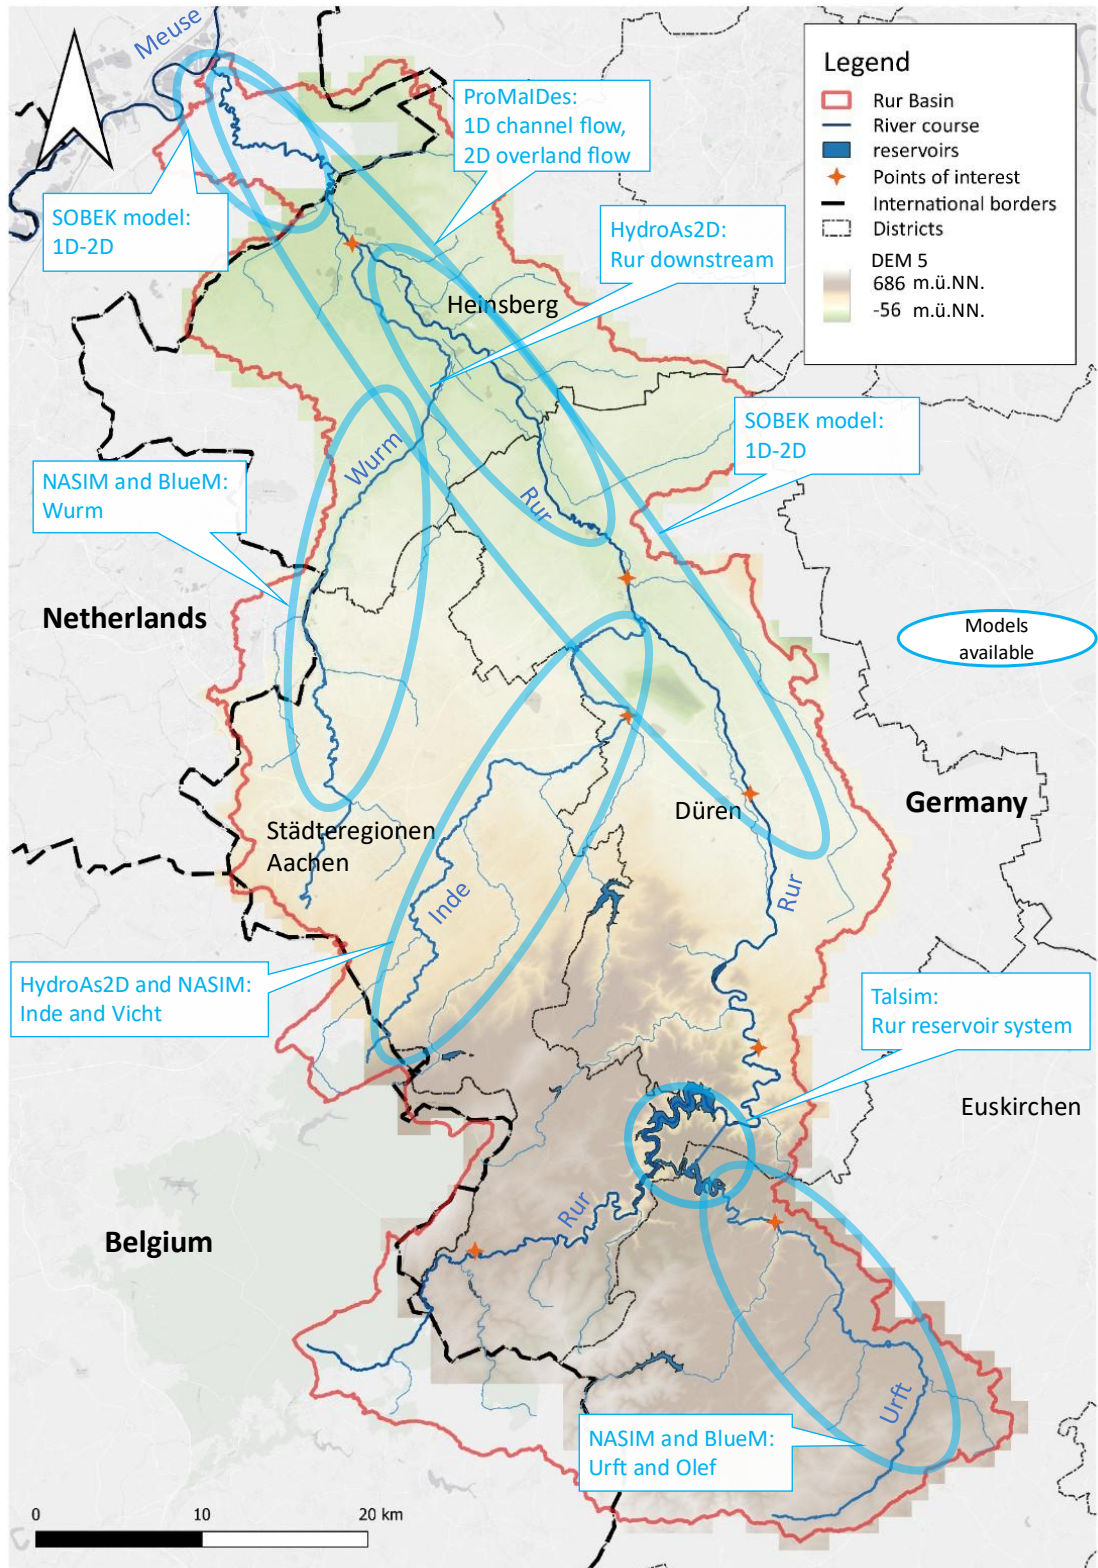 Meuse
Legend
Rur Basin
River course
reservoirs
Points of interest
International borders
Districts
DEM 5
686 m.ü.NN.
-56 m.ü.NN.
ProMaIDes:
1D channel flow,
2D overland flow
SOBEK model:
1D-2D
HydroAs2D:
Rur downstream
Heinsberg
SOBEK model:
1D-2D
Wurm
NASIM and BlueM:
Wurm
Rur
Netherlands
Models
available
Germany
Düren
Städteregionen
Aachen
Inde
Rur
HydroAs2D and NASIM:
Inde and Vicht
Talsim:
Rur reservoir system
Euskirchen
Rur
Belgium
Urft
NASIM and BlueM:
Urft and Olef
0 10 20 km